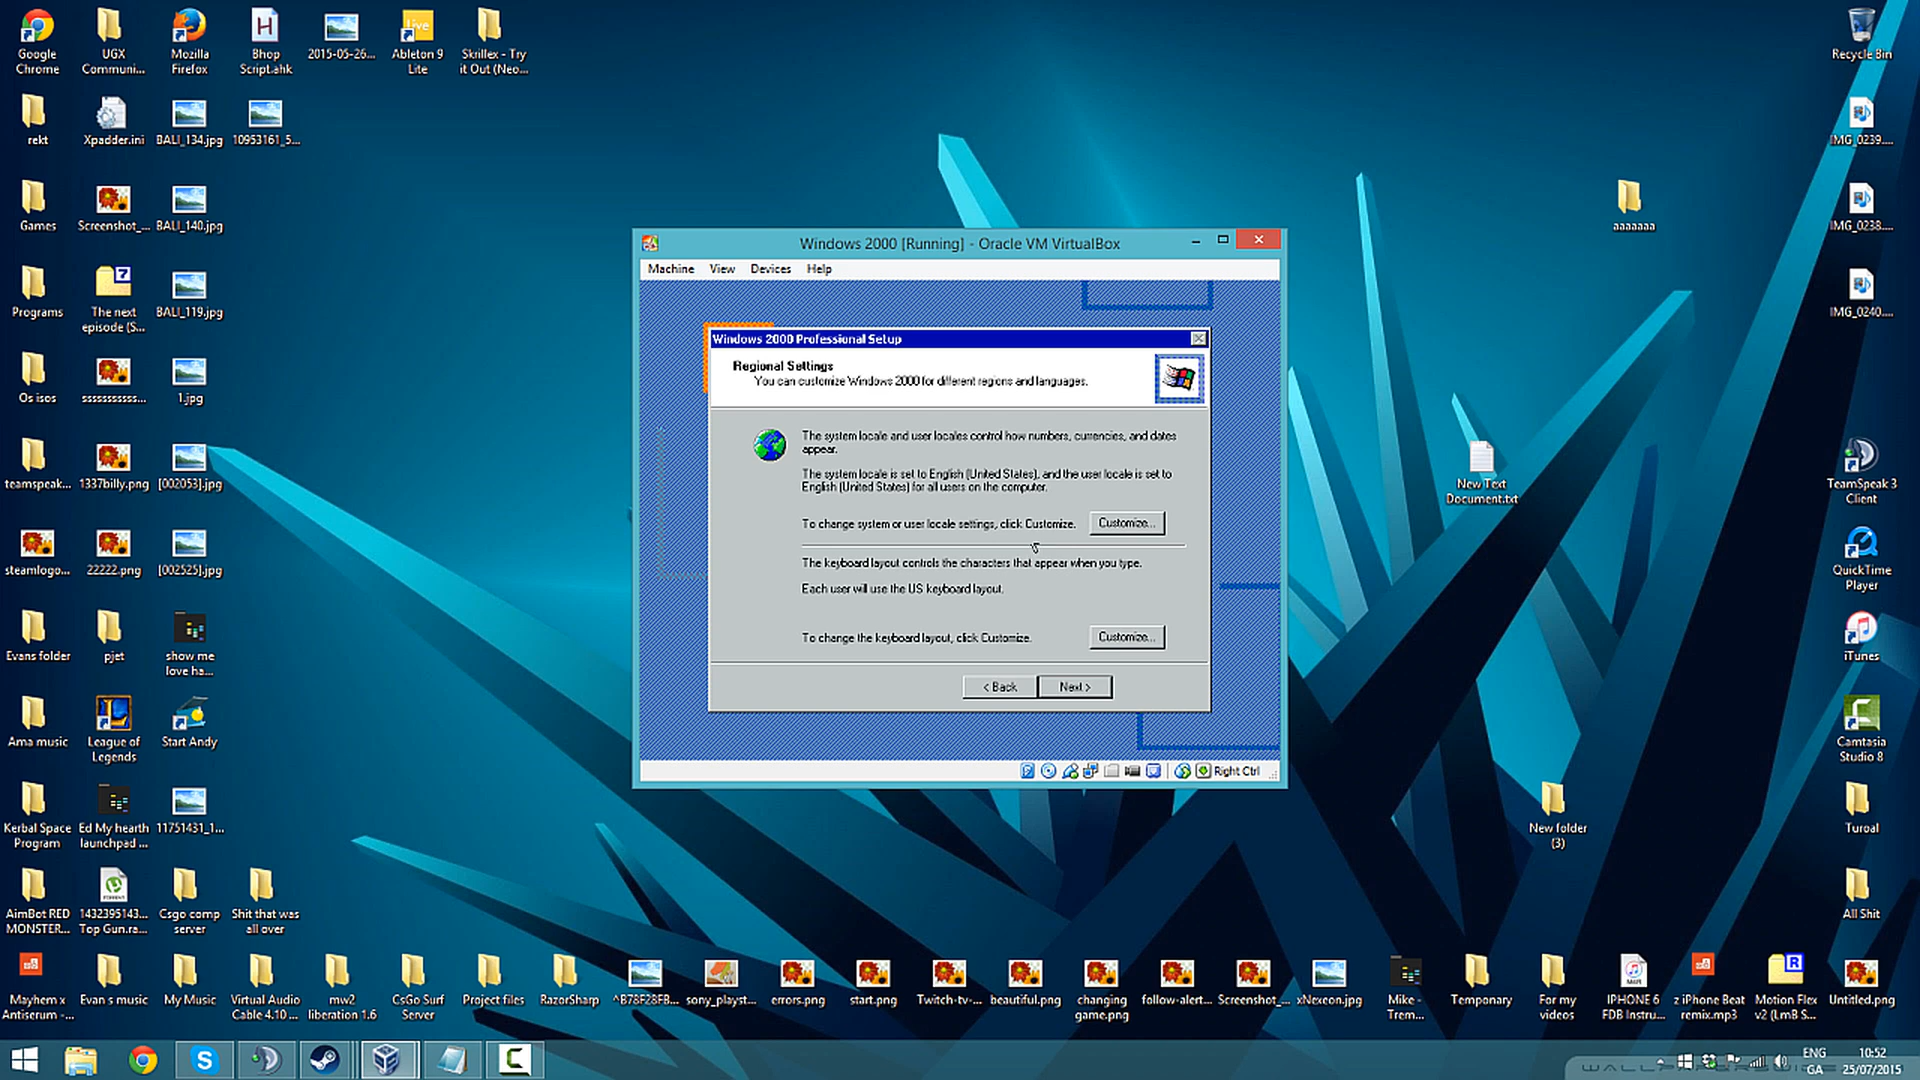 Google
Chrome
UGX
Communi...
Mozilla
Firefox
Bhop
Script.ahk
2015-05-26...
Ableton 9
Lite
Skrillex - Try
it Out (Neo...
Recycle Bin
rekt
Xpadder.ini
BALI_134.jpg
10953161_5...
IMG_0239....
Games
Screenshot_...
BALI_140.jpg
aaaaaaa
IMG_0238....
Windows 2000 [Running] - Oracle VM VirtualBox
Machine View Devices Help
Programs
The next
episode (S...
BALI_119.jpg
IMG_0240....
Windows 2000 Professional Setup
Regional Settings
You can customize Windows 2000 for different regions and languages.
Os isos
sssssssssss...
1.jpg
The system locale and user locales control how numbers, currencies, and dates
appear.
The system locale is set to English (United States), and the user locale is set to
English (United States) for all users on the computer.
To change system or user locale settings, click Customize.
Customize...
The keyboard layout controls the characters that appear when you type.
Each user will use the US keyboard layout.
To change the keyboard layout, click Customize.
Customize...
< Back
Next >
Right Ctrl
teamspeak...
1337billy.png
[002053].jpg
New Text
Document.txt
TeamSpeak 3
Client
steamlogo...
22222.png
[002525].jpg
QuickTime
Player
Evans folder
pjet
show me
love ha...
iTunes
Ama music
League of
Legends
Start Andy
Camtasia
Studio 8
Kerbal Space
Program
Ed My hearth
launchpad ...
11751431_1...
New folder
(3)
Turoal
AimBot RED
MONSTER...
1432395143...
Top Gun.ra...
Csgo comp
server
Shit that was
all over
All Shit
Mayhem x
Antiserum -...
Evan s music
My Music
Virtual Audio
Cable 4.10 ...
mw2
liberation 1.6
CsGo Surf
Server
Project files
RazorSharp
^B78F28FB...
sony_playst...
errors.png
start.png
Twitch-tv-...
beautiful.png
changing
game.png
follow-alert...
Screenshot_...
xNexeon.jpg
Mike -
Trem...
Temponary
For my
videos
IPHONE 6
FDB Instru...
z iPhone Beat
remix.mp3
Motion Flex
v2 (LmB S...
Untitled.png
ENG
GA
10:52
25/07/2015